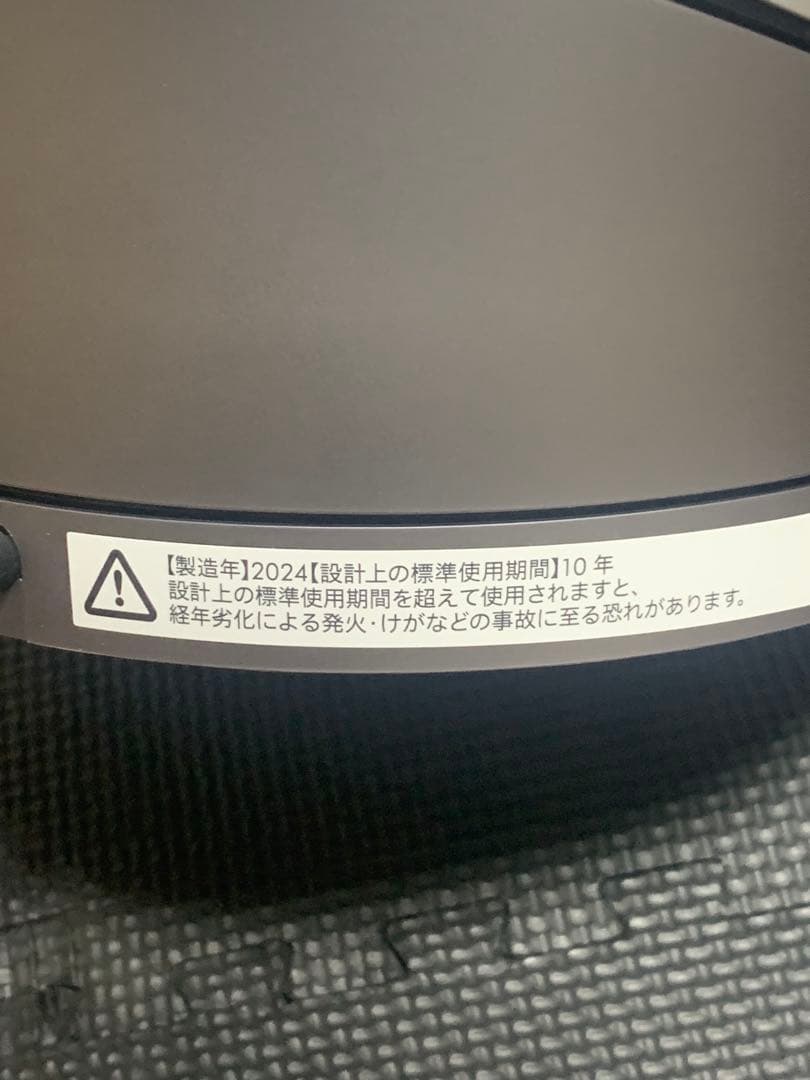 【製造年】2024【設計上の標準使用期間】10 年
設計上の標準使用期間を超えて使用されますと、
経年劣化による発火・けがなどの事故に至る恐れがあります。